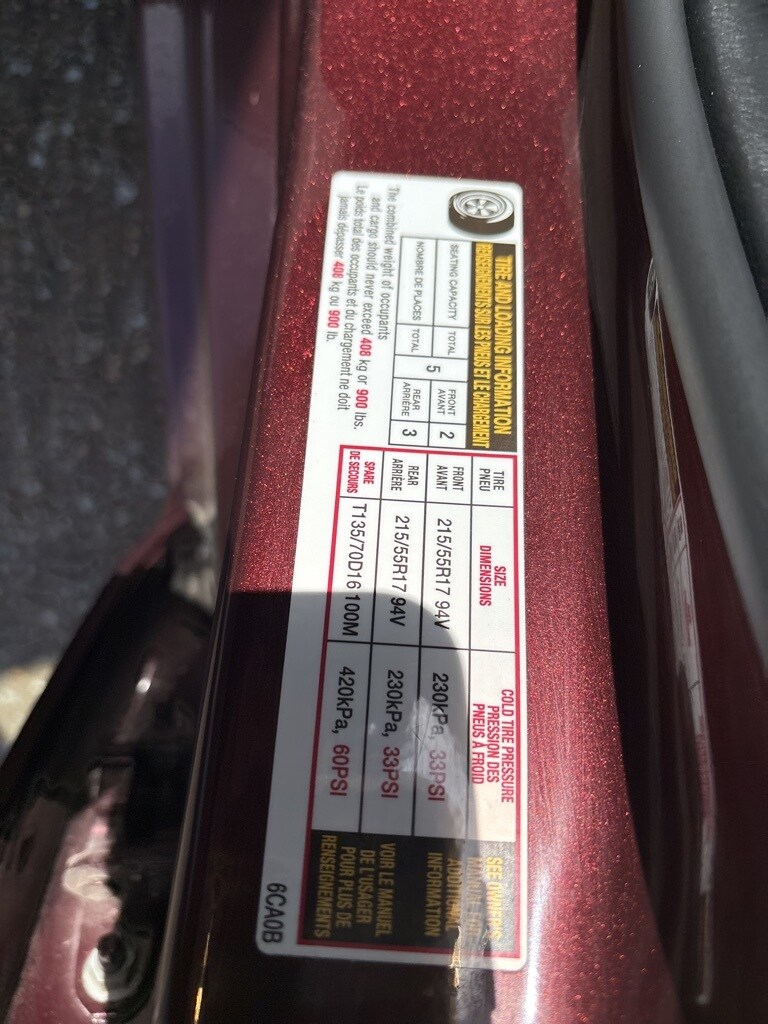 TIRE AND LOADING INFORMATION
RENSEIGNEMENTS SUR LES PNEUS ET LE CHARGEMENT
SEATING CAPACITY TOTAL 5 FRONT AVANT 2
NOMBRE DE PLACES TOTAL REAR ARRIÈRE 3
The combined weight of occupants
and cargo should never exceed 408 kg or 900 lbs.
Le poids total des occupants et du chargement ne doit
jamais dépasser 408 kg ou 900 lb.
TIRE PNEU
SIZE
DIMENSIONS
COLD TIRE PRESSURE
PRESSION DES
PNEUS À FROID
FRONT AVANT 215/55R17 94V 230kPa, 33PSI
REAR ARRIÈRE 215/55R17 94V 230kPa, 33PSI
SPARE DE SECOURS T135/70D16 100M 420kPa, 60PSI
SEE OWNER'S
MANUAL FOR
ADDITIONAL
INFORMATION
VOIR LE MANUEL
DE L'USAGER
POUR PLUS DE
RENSEIGNEMENTS
6CA0B